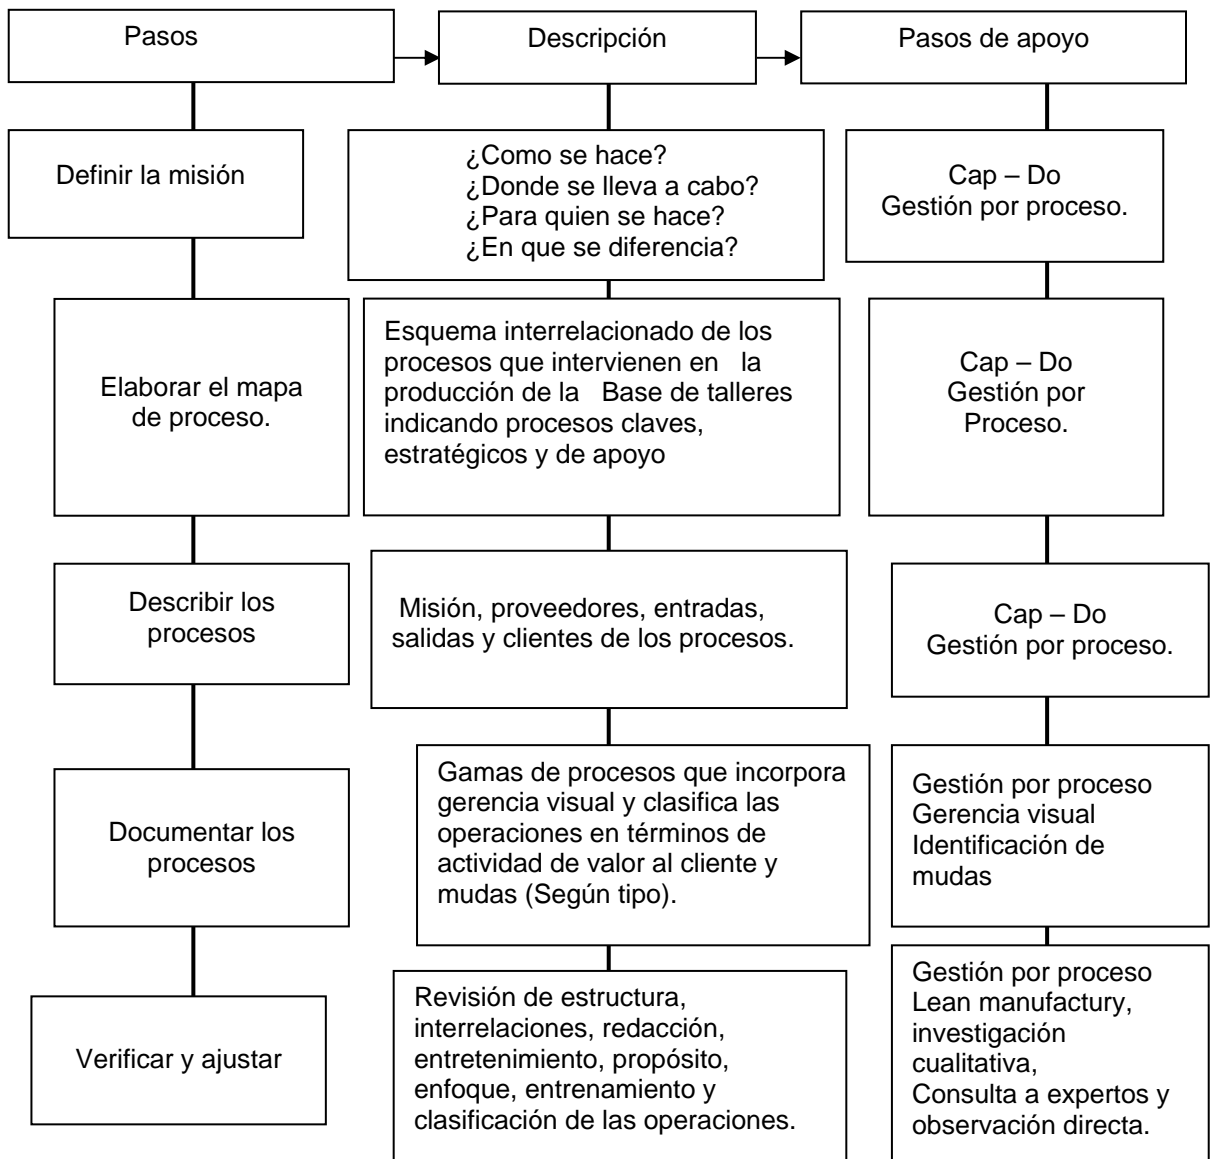 Pasos
Descripción
Pasos de apoyo
Definir la misión
¿Como se hace?
¿Donde se lleva a cabo?
¿Para quien se hace?
¿En que se diferencia?
Cap – Do
Gestión por proceso.
Elaborar el mapa
de proceso.
Esquema interrelacionado de los
procesos que intervienen en la
producción de la Base de talleres
indicando procesos claves,
estratégicos y de apoyo
Cap – Do
Gestión por
Proceso.
Describir los
procesos
Misión, proveedores, entradas,
salidas y clientes de los procesos.
Cap – Do
Gestión por proceso.
Documentar los
procesos
Gamas de procesos que incorpora
gerencia visual y clasifica las
operaciones en términos de
actividad de valor al cliente y
mudas (Según tipo).
Gestión por proceso
Gerencia visual
Identificación de
mudas
Verificar y ajustar
Revisión de estructura,
interrelaciones, redacción,
entretenimiento, propósito,
enfoque, entrenamiento y
clasificación de las operaciones.
Gestión por proceso
Lean manufactury,
investigación
cualitativa,
Consulta a expertos y
observación directa.